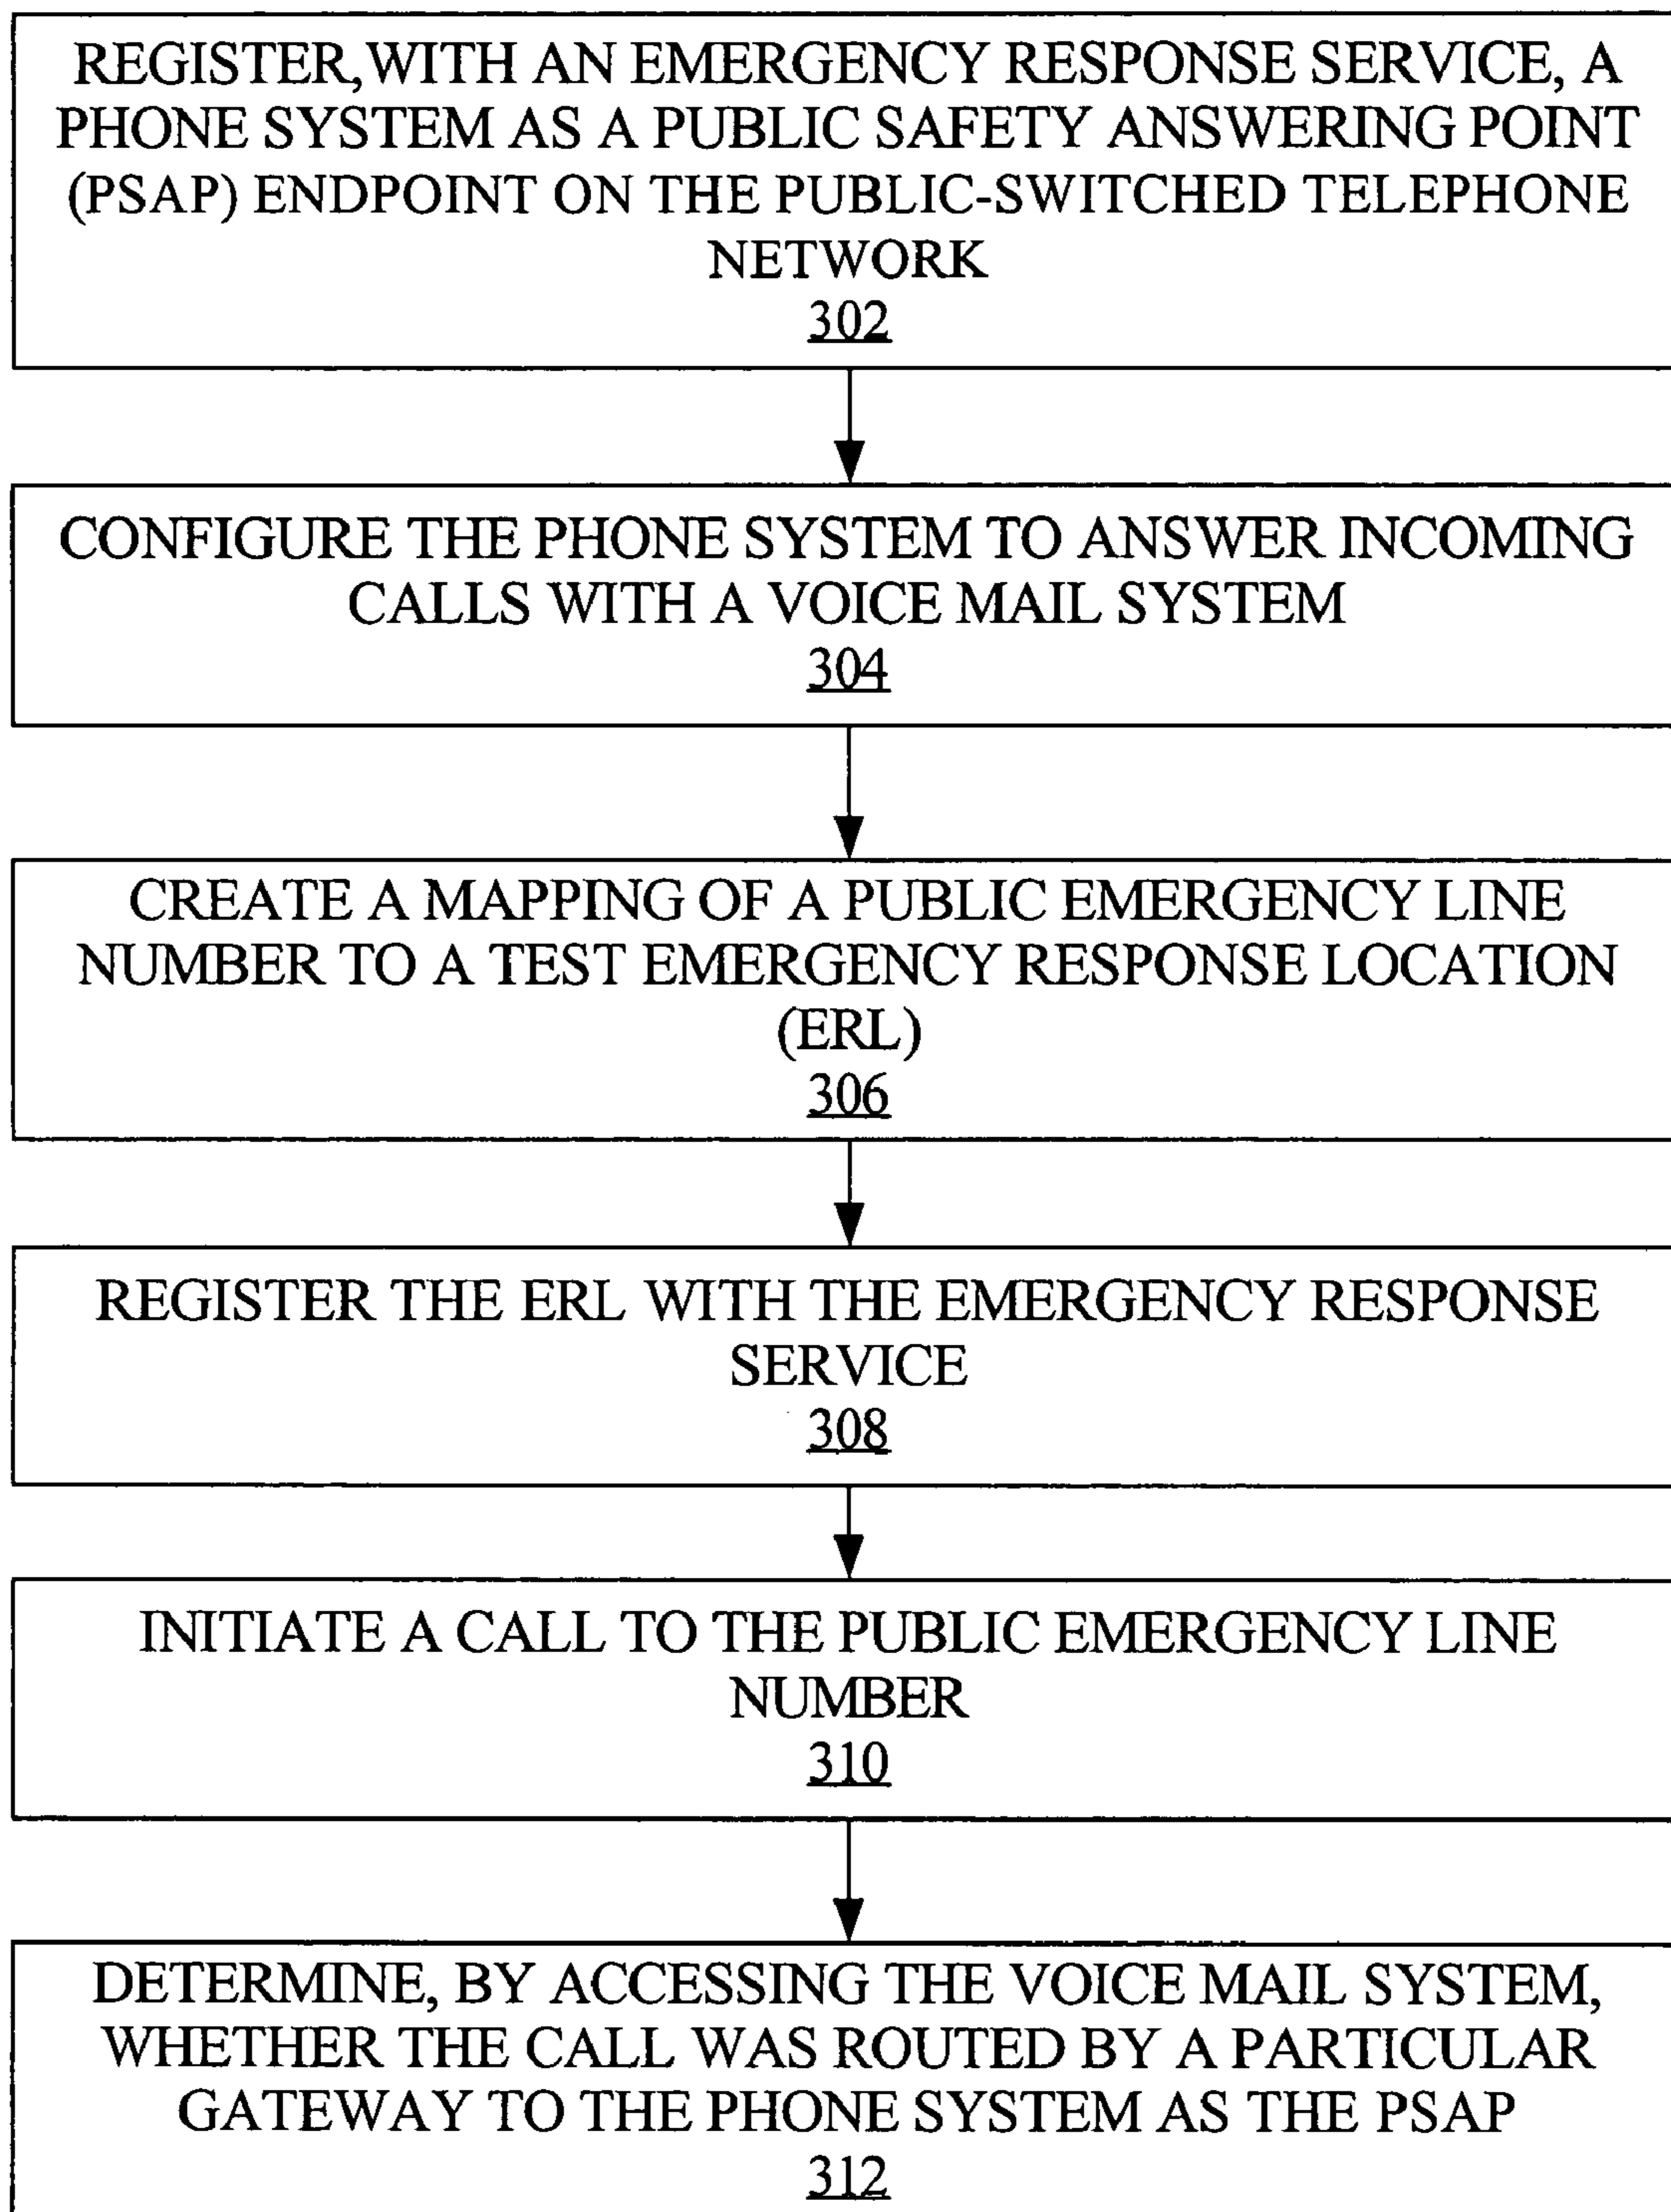 REGISTER, WITH AN EMERGENCY RESPONSE SERVICE, A
PHONE SYSTEM AS A PUBLIC SAFETY ANSWERING POINT
(PSAP) ENDPOINT ON THE PUBLIC-SWITCHED TELEPHONE
NETWORK
302
CONFIGURE THE PHONE SYSTEM TO ANSWER INCOMING
CALLS WITH A VOICE MAIL SYSTEM
304
CREATE A MAPPING OF A PUBLIC EMERGENCY LINE
NUMBER TO A TEST EMERGENCY RESPONSE LOCATION
(ERL)
306
REGISTER THE ERL WITH THE EMERGENCY RESPONSE
SERVICE
308
INITIATE A CALL TO THE PUBLIC EMERGENCY LINE
NUMBER
310
DETERMINE, BY ACCESSING THE VOICE MAIL SYSTEM,
WHETHER THE CALL WAS ROUTED BY A PARTICULAR
GATEWAY TO THE PHONE SYSTEM AS THE PSAP
312